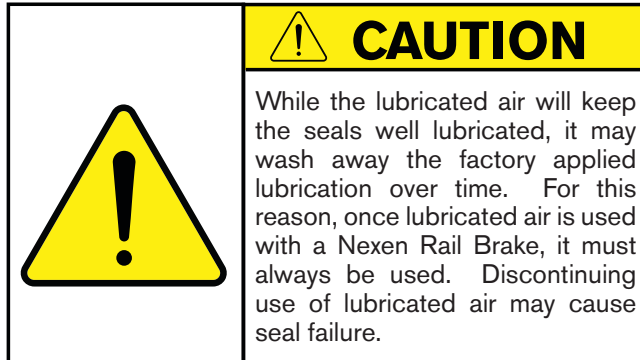 CAUTION
While the lubricated air will keep
the seals well lubricated, it may
wash away the factory applied
lubrication over time. For this
reason, once lubricated air is used
with a Nexen Rail Brake, it must
always be used. Discontinuing
use of lubricated air may cause
seal failure.